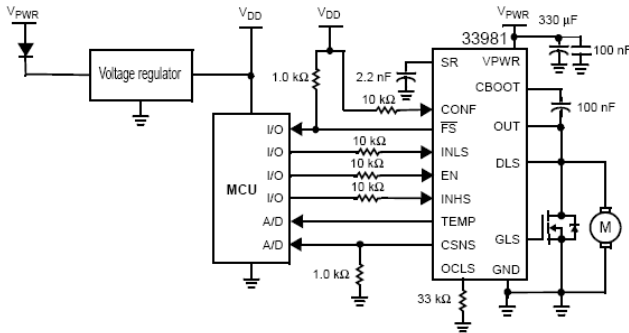 VPWR
VDD
VDD
VPWR
330 µF
33981
100 nF
Voltage regulator
1.0 kΩ
2.2 nF
SR
VPWR
CBOOT
10 kΩ
CONF
100 nF
I/O
FS
OUT
10 kΩ
I/O
INLS
DLS
10 kΩ
MCU
I/O
EN
10 kΩ
I/O
INHS
A/D
TEMP
M
A/D
CSNS
GLS
1.0 kΩ
OCLS
GND
33 kΩ